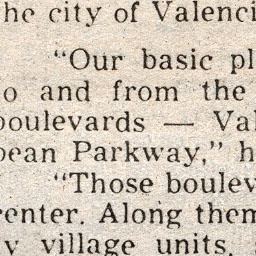 he city of Valenci
"Our basic pl
o and from the
boulevards — Val
pean Parkway," h
"Those boulev
center. Along them
y village units,